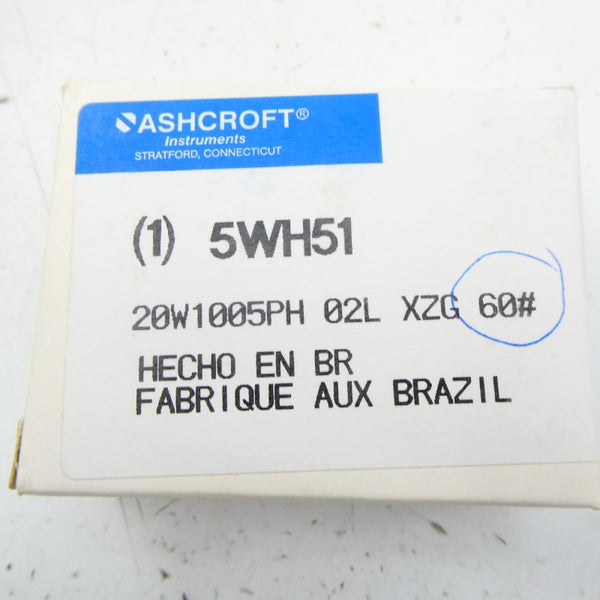 ASHCROFT®
Instruments
STRATFORD, CONNECTICUT
(1) 5WH51
20W1005PH 02L XZG 60#
HECHO EN BR
FABRIQUE AUX BRAZIL